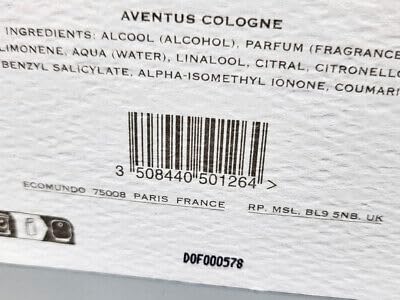 AVENTUS COLOGNE
INGREDIENTS: ALCOOL (ALCOHOL), PARFUM (FRAGRANCE
LIMONENE, AQUA (WATER), LINALOOL, CITRAL, CITRONELLO
BENZYL SALICYLATE, ALPHA-ISOMETHYL IONONE, COUMARI
3 508440 501264 >
ECOMUNDO 75008 PARIS FRANCE RP. MSL, BL9 5NB. UK
DOF000578